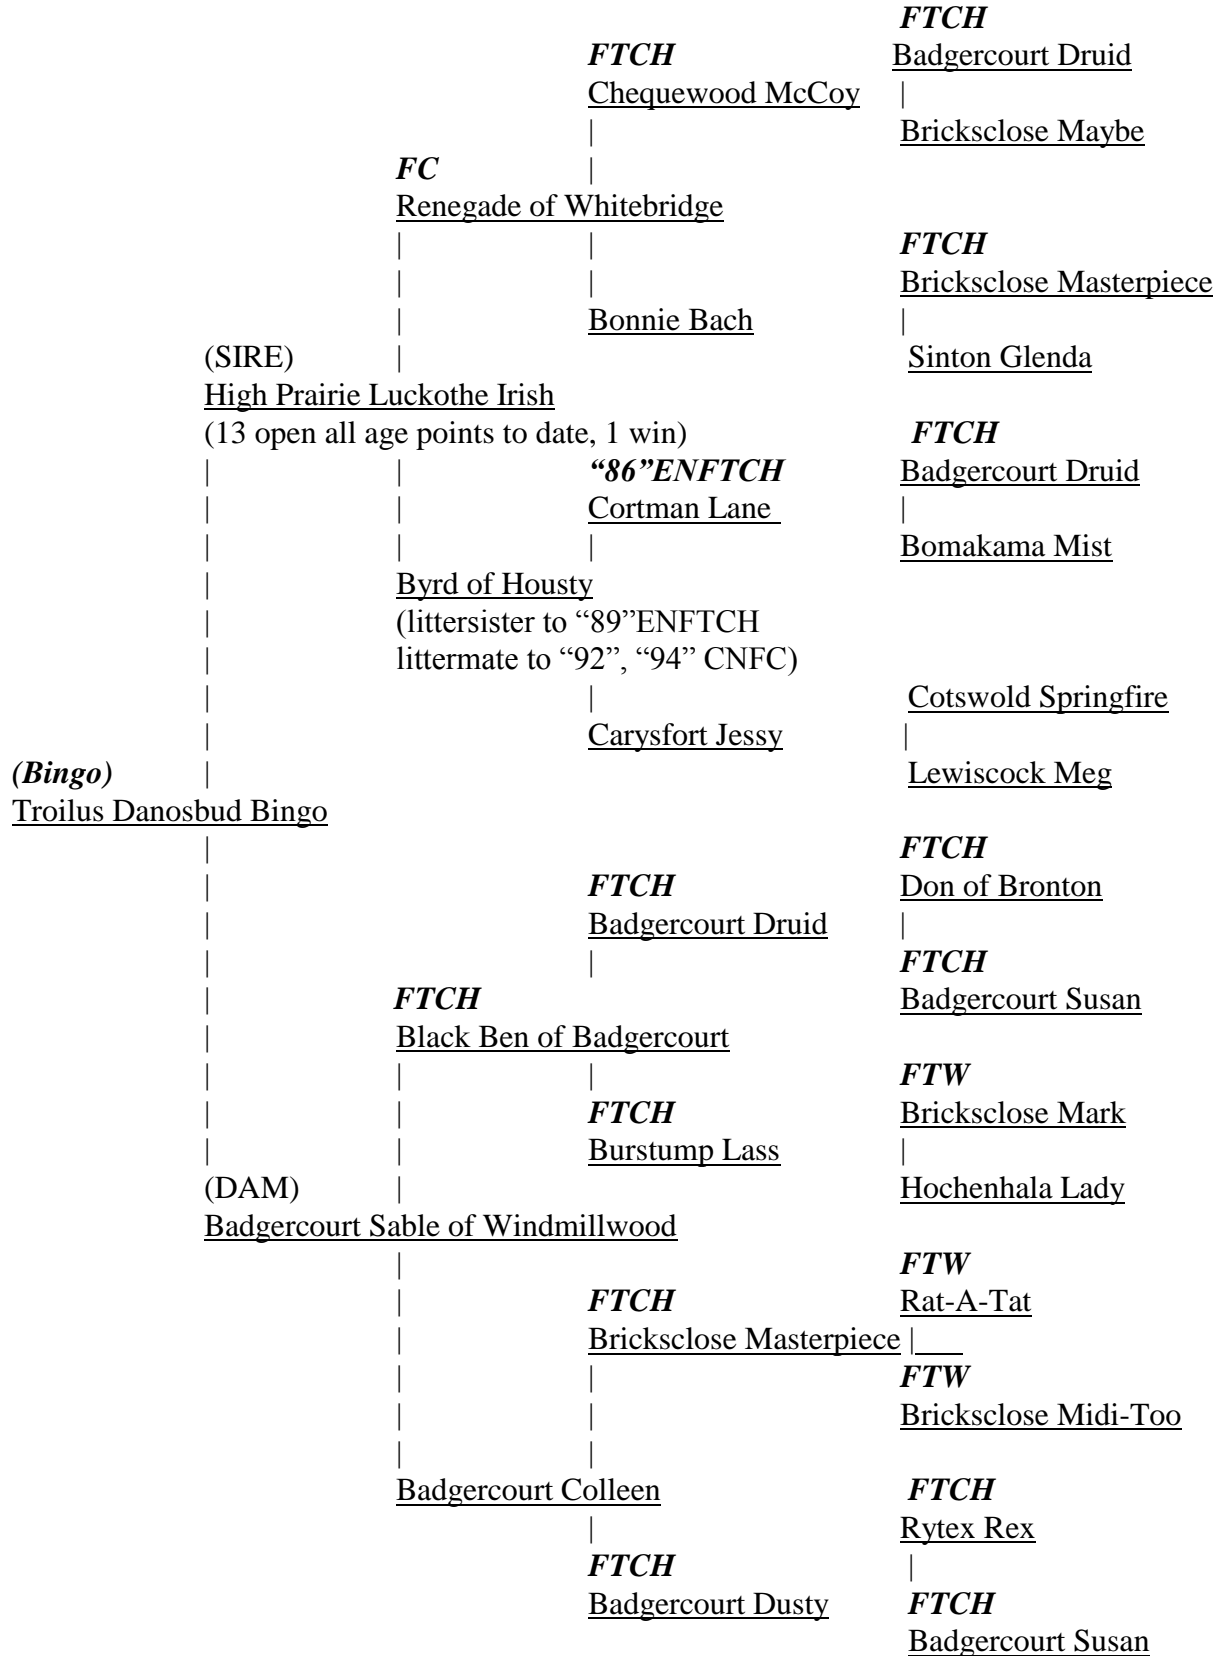 FTCH
FTCH Badgercourt Druid
Chequewood McCoy
Bricksclose Maybe
FC
Renegade of Whitebridge
FTCH
Bricksclose Masterpiece
Bonnie Bach
(SIRE) Sinton Glenda
High Prairie Luckothe Irish
(13 open all age points to date, 1 win) FTCH
“86”ENFTCH Badgercourt Druid
Cortman Lane
Bomakama Mist
Byrd of Housty
(littersister to “89”ENFTCH
littermate to “92”, “94” CNFC)
Cotswold Springfire
Carysfort Jessy
(Bingo) Lewiscock Meg
Troilus Danosbud Bingo
FTCH
FTCH Don of Bronton
Badgercourt Druid
FTCH
FTCH Badgercourt Susan
Black Ben of Badgercourt
FTW
FTCH Bricksclose Mark
Burstump Lass
(DAM) Hochenhala Lady
Badgercourt Sable of Windmillwood
FTW
FTCH Rat-A-Tat
Bricksclose Masterpiece
FTW
Bricksclose Midi-Too
Badgercourt Colleen FTCH
Rytex Rex
FTCH
Badgercourt Dusty FTCH
Badgercourt Susan